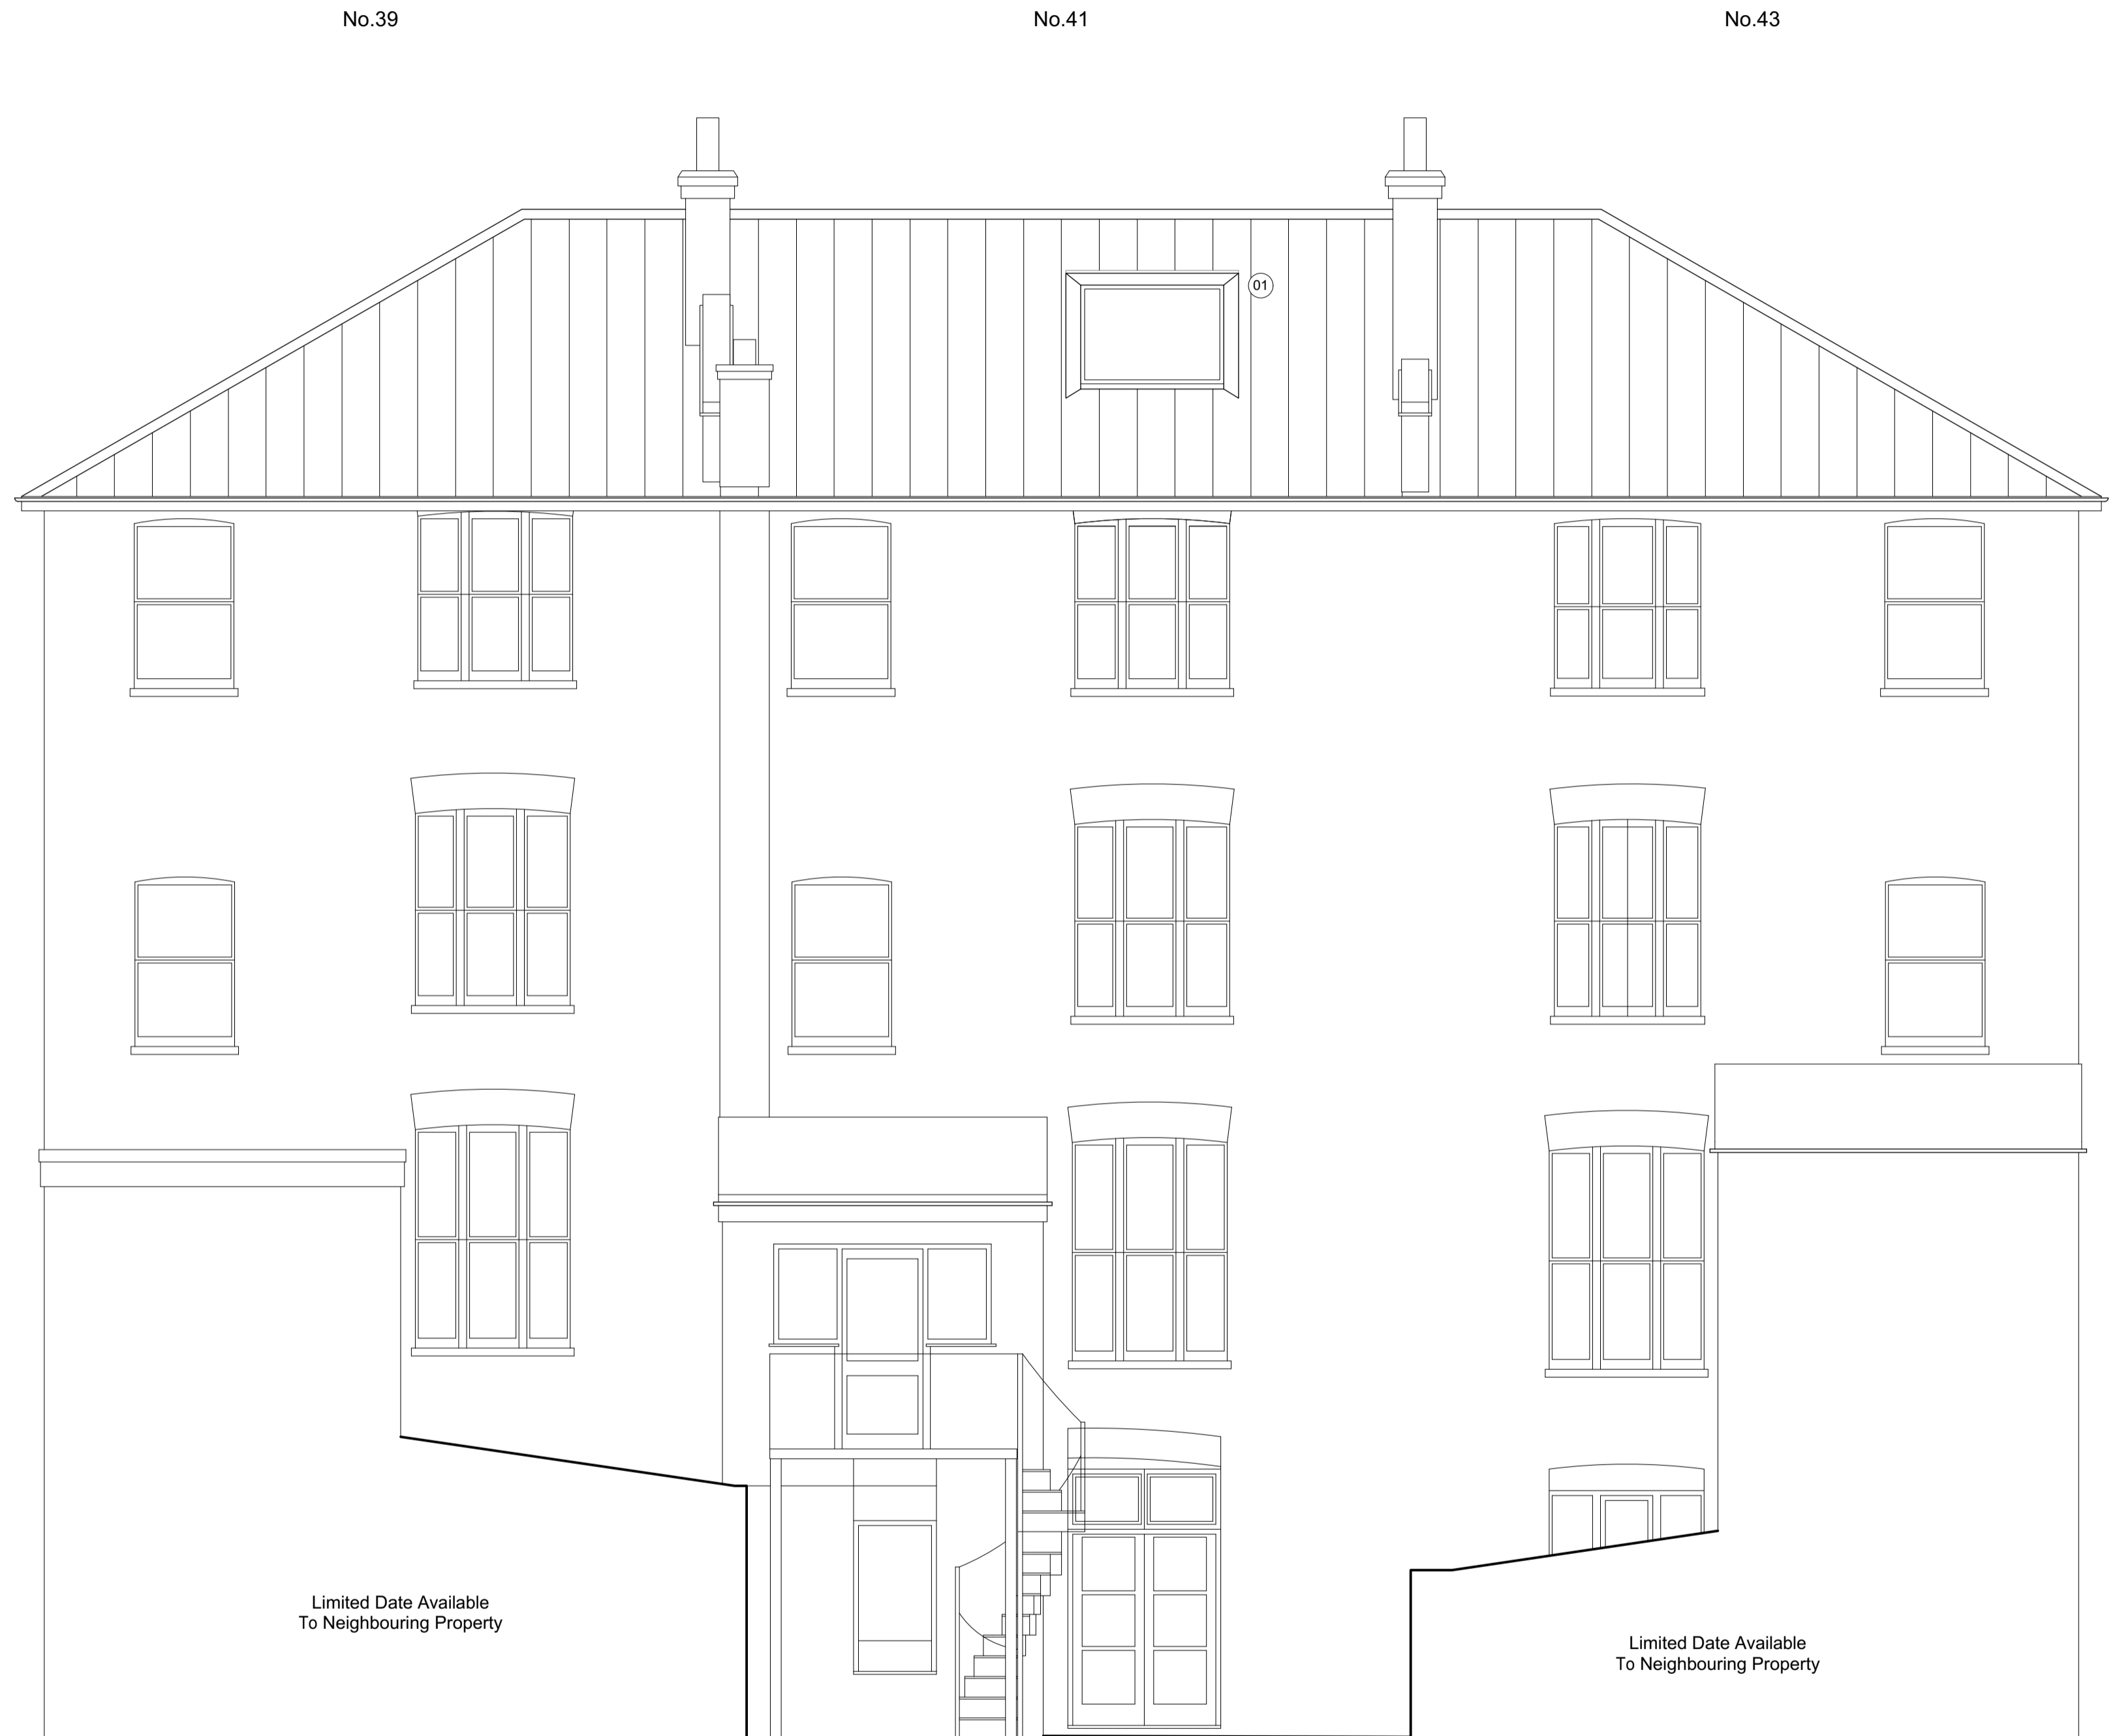 No.39
No.41
No.43
01
Limited Date Available
To Neighbouring Property
Limited Date Available
To Neighbouring Property